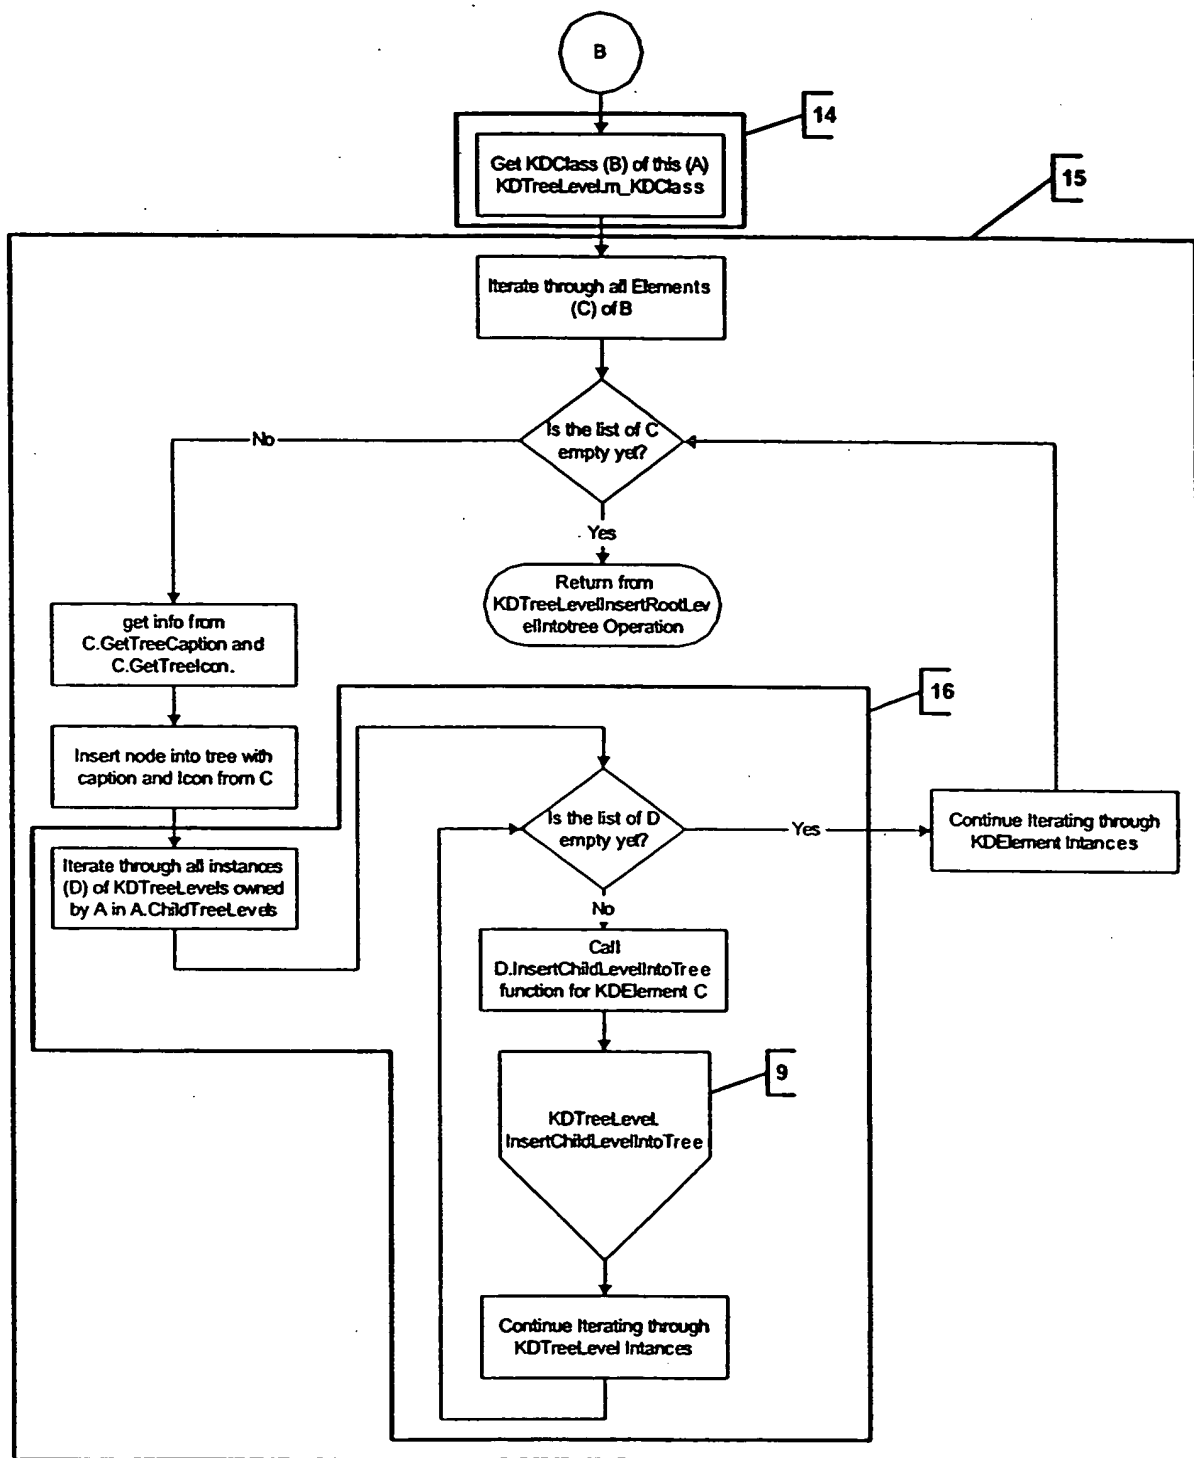 B
14
Get KDClass (B) of this (A)
KDTreeLevel.m_KDClass
15
Iterate through all Elements
(C) of B
Is the list of C
empty yet?
No
Yes
Return from
KDTreeLevelInsertRootLev
elIntotree Operation
get info from
C.GetTreeCaption and
C.GetTreeIcon.
16
Insert node into tree with
caption and Icon from C
Is the list of D
empty yet?
Yes
Continue Iterating through
KDElement Intances
Iterate through all instances
(D) of KDTreeLevels owned
by A in A.ChildTreeLevels
No
Call
D.InsertChildLevelIntoTree
function for KDElement C
9
KDTreeLevel.
InsertChildLevelIntoTree
Continue Iterating through
KDTreeLevel Intances